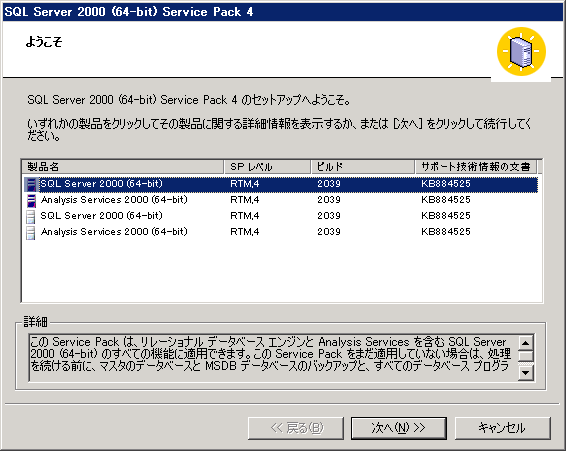 SQL Server 2000 (64-bit) Service Pack 4
ようこそ
SQL Server 2000 (64-bit) Service Pack 4 のセットアップへようこそ。
いずれかの製品をクリックしてその製品に関する詳細情報を表示するか、または [次へ] をクリックして続行してく
ださい。
製品名 SP レベル ビルド サポート技術情報の文書
SQL Server 2000 (64-bit) RTM,4 2039 KB884525
Analysis Services 2000 (64-bit) RTM,4 2039 KB884525
SQL Server 2000 (64-bit) RTM,4 2039 KB884525
Analysis Services 2000 (64-bit) RTM,4 2039 KB884525
詳細
この Service Pack は、リレーショナル データベース エンジンと Analysis Services を含む SQL Server
2000 (64-bit) のすべての機能に適用できます。この Service Pack をまだ適用していない場合は、処理
を続ける前に、マスタのデータベースと MSDB データベースのバックアップと、すべてのデータベース プログラ
<< 戻る(B) 次へ(N) >> キャンセル